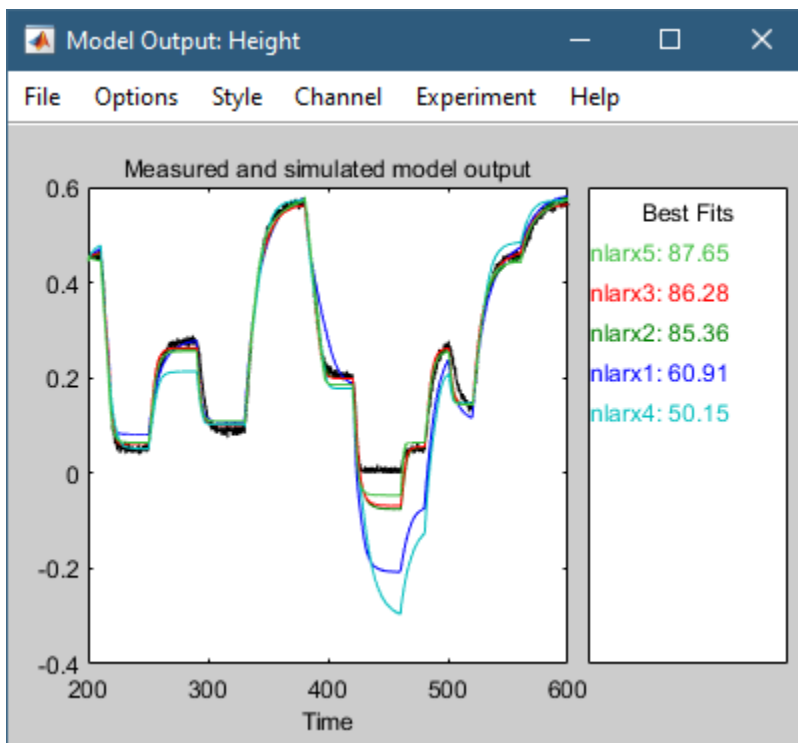 Model Output: Height
File Options Style Channel Experiment Help
Measured and simulated model output
0.6
0.4
0.2
0
-0.2
-0.4
200 300 400 500 600
Time
Best Fits
nlarx5: 87.65
nlarx3: 86.28
nlarx2: 85.36
nlarx1: 60.91
nlarx4: 50.15